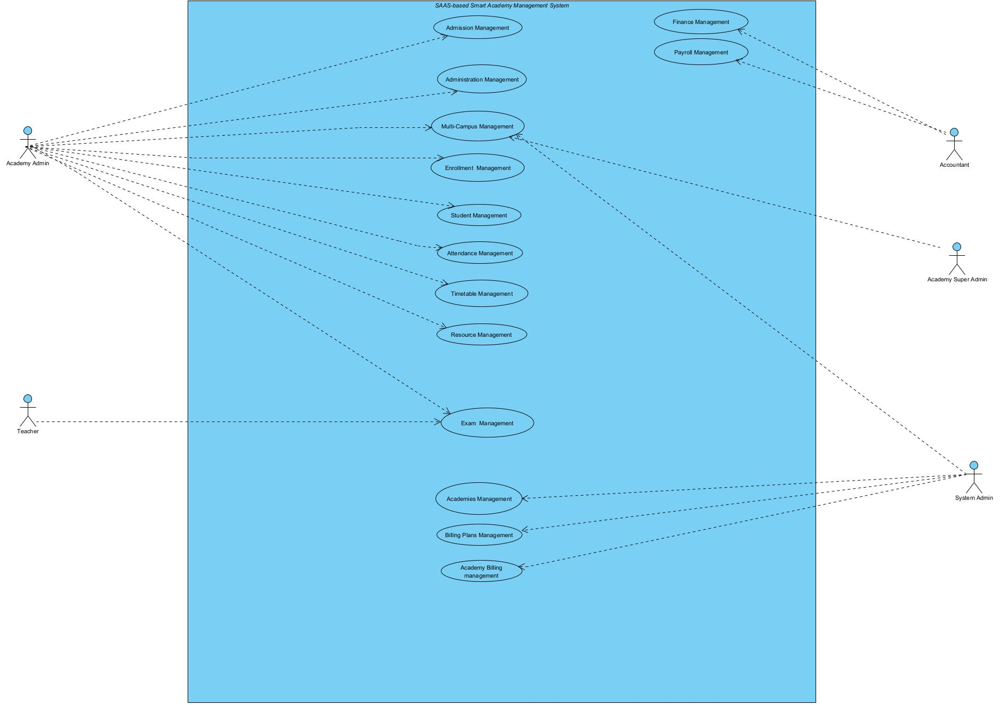 SAAS-based Smart Academy Management System
Admission Management
Finance Management
Payroll Management
Administration Management
Multi-Campus Management
Academy Admin
Enrollment  Management
Accountant
Student Management
Attendance Management
Academy Super Admin
Timetable Management
Resource Management
Teacher
Exam  Management
Academies Management
System Admin
Billing Plans Management
Academy Billing
management